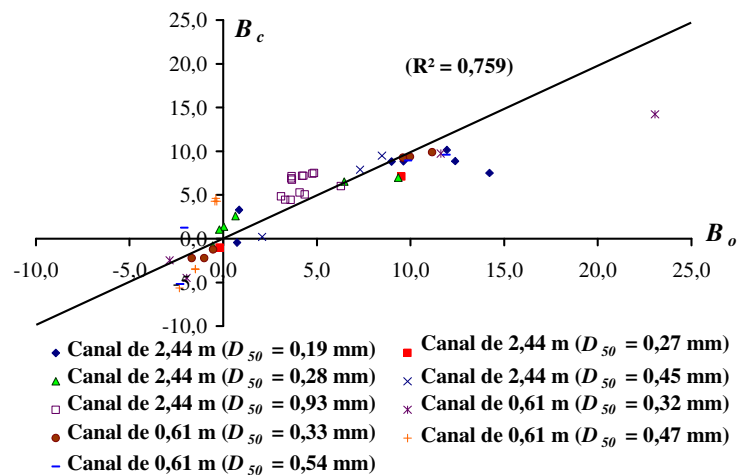 B c
25,0
20,0
(R² = 0,759)
15,0
10,0
5,0
0,0
B o
-10,0 -5,0 0,0 5,0 10,0 15,0 20,0 25,0
-5,0
-10,0
Canal de 2,44 m (D 50 = 0,19 mm)
Canal de 2,44 m (D 50 = 0,27 mm)
Canal de 2,44 m (D 50 = 0,28 mm)
Canal de 2,44 m (D 50 = 0,45 mm)
Canal de 2,44 m (D 50 = 0,93 mm)
Canal de 0,61 m (D 50 = 0,32 mm)
Canal de 0,61 m (D 50 = 0,33 mm)
Canal de 0,61 m (D 50 = 0,47 mm)
Canal de 0,61 m (D 50 = 0,54 mm)